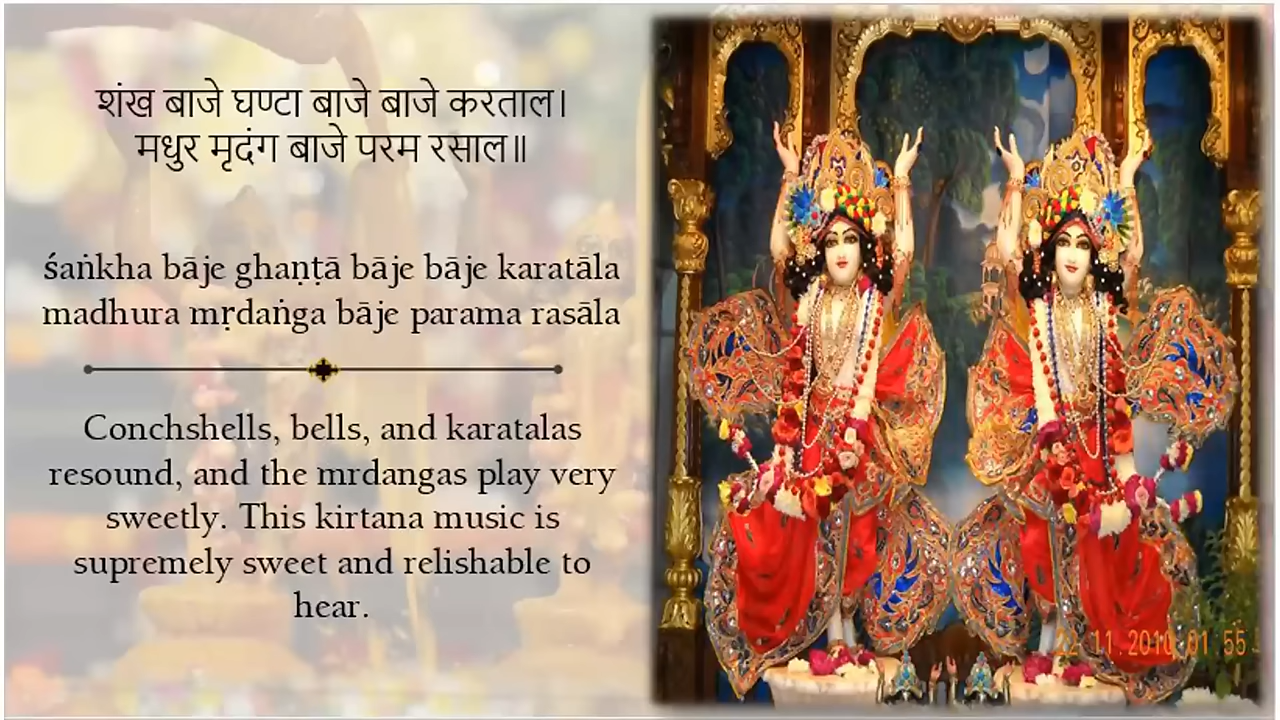 शंख बाजे घण्टा बाजे बाजे करताल।
मधुर मृदंग बाजे परम रसाल॥
śaṅkha bāje ghaṇṭā bāje bāje karatāla
madhura mṛdaṅga bāje parama rasāla
Conchshells, bells, and karatalas
resound, and the mrdangas play very
sweetly. This kirtana music is
supremely sweet and relishable to
hear.
22 11.2010 01 55